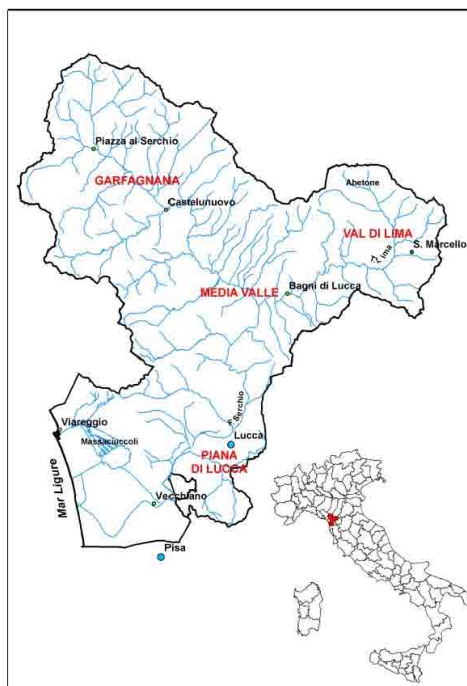 Piazza al Serchio
GARFAGNANA
Castelunuovo
Abetone
VAL DI LIMA
S. Marcello
T. Lima
MEDIA VALLE
Bagni di Lucca
F. Serchio
Viareggio
Massaciuccoli
Lucca
PIANA
DI LUCCA
Mar Ligure
Vecchiano
Pisa